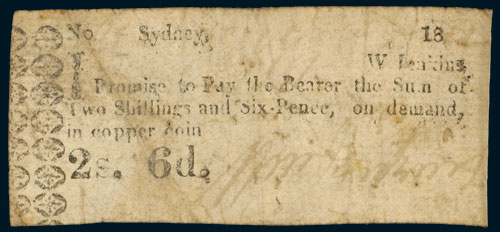 No. Sydney, 18
W Jenkins
I Promise to Pay the Bearer the Sum of
Two Shillings and Six-Pence, on demand,
in copper coin
2s. 6d.